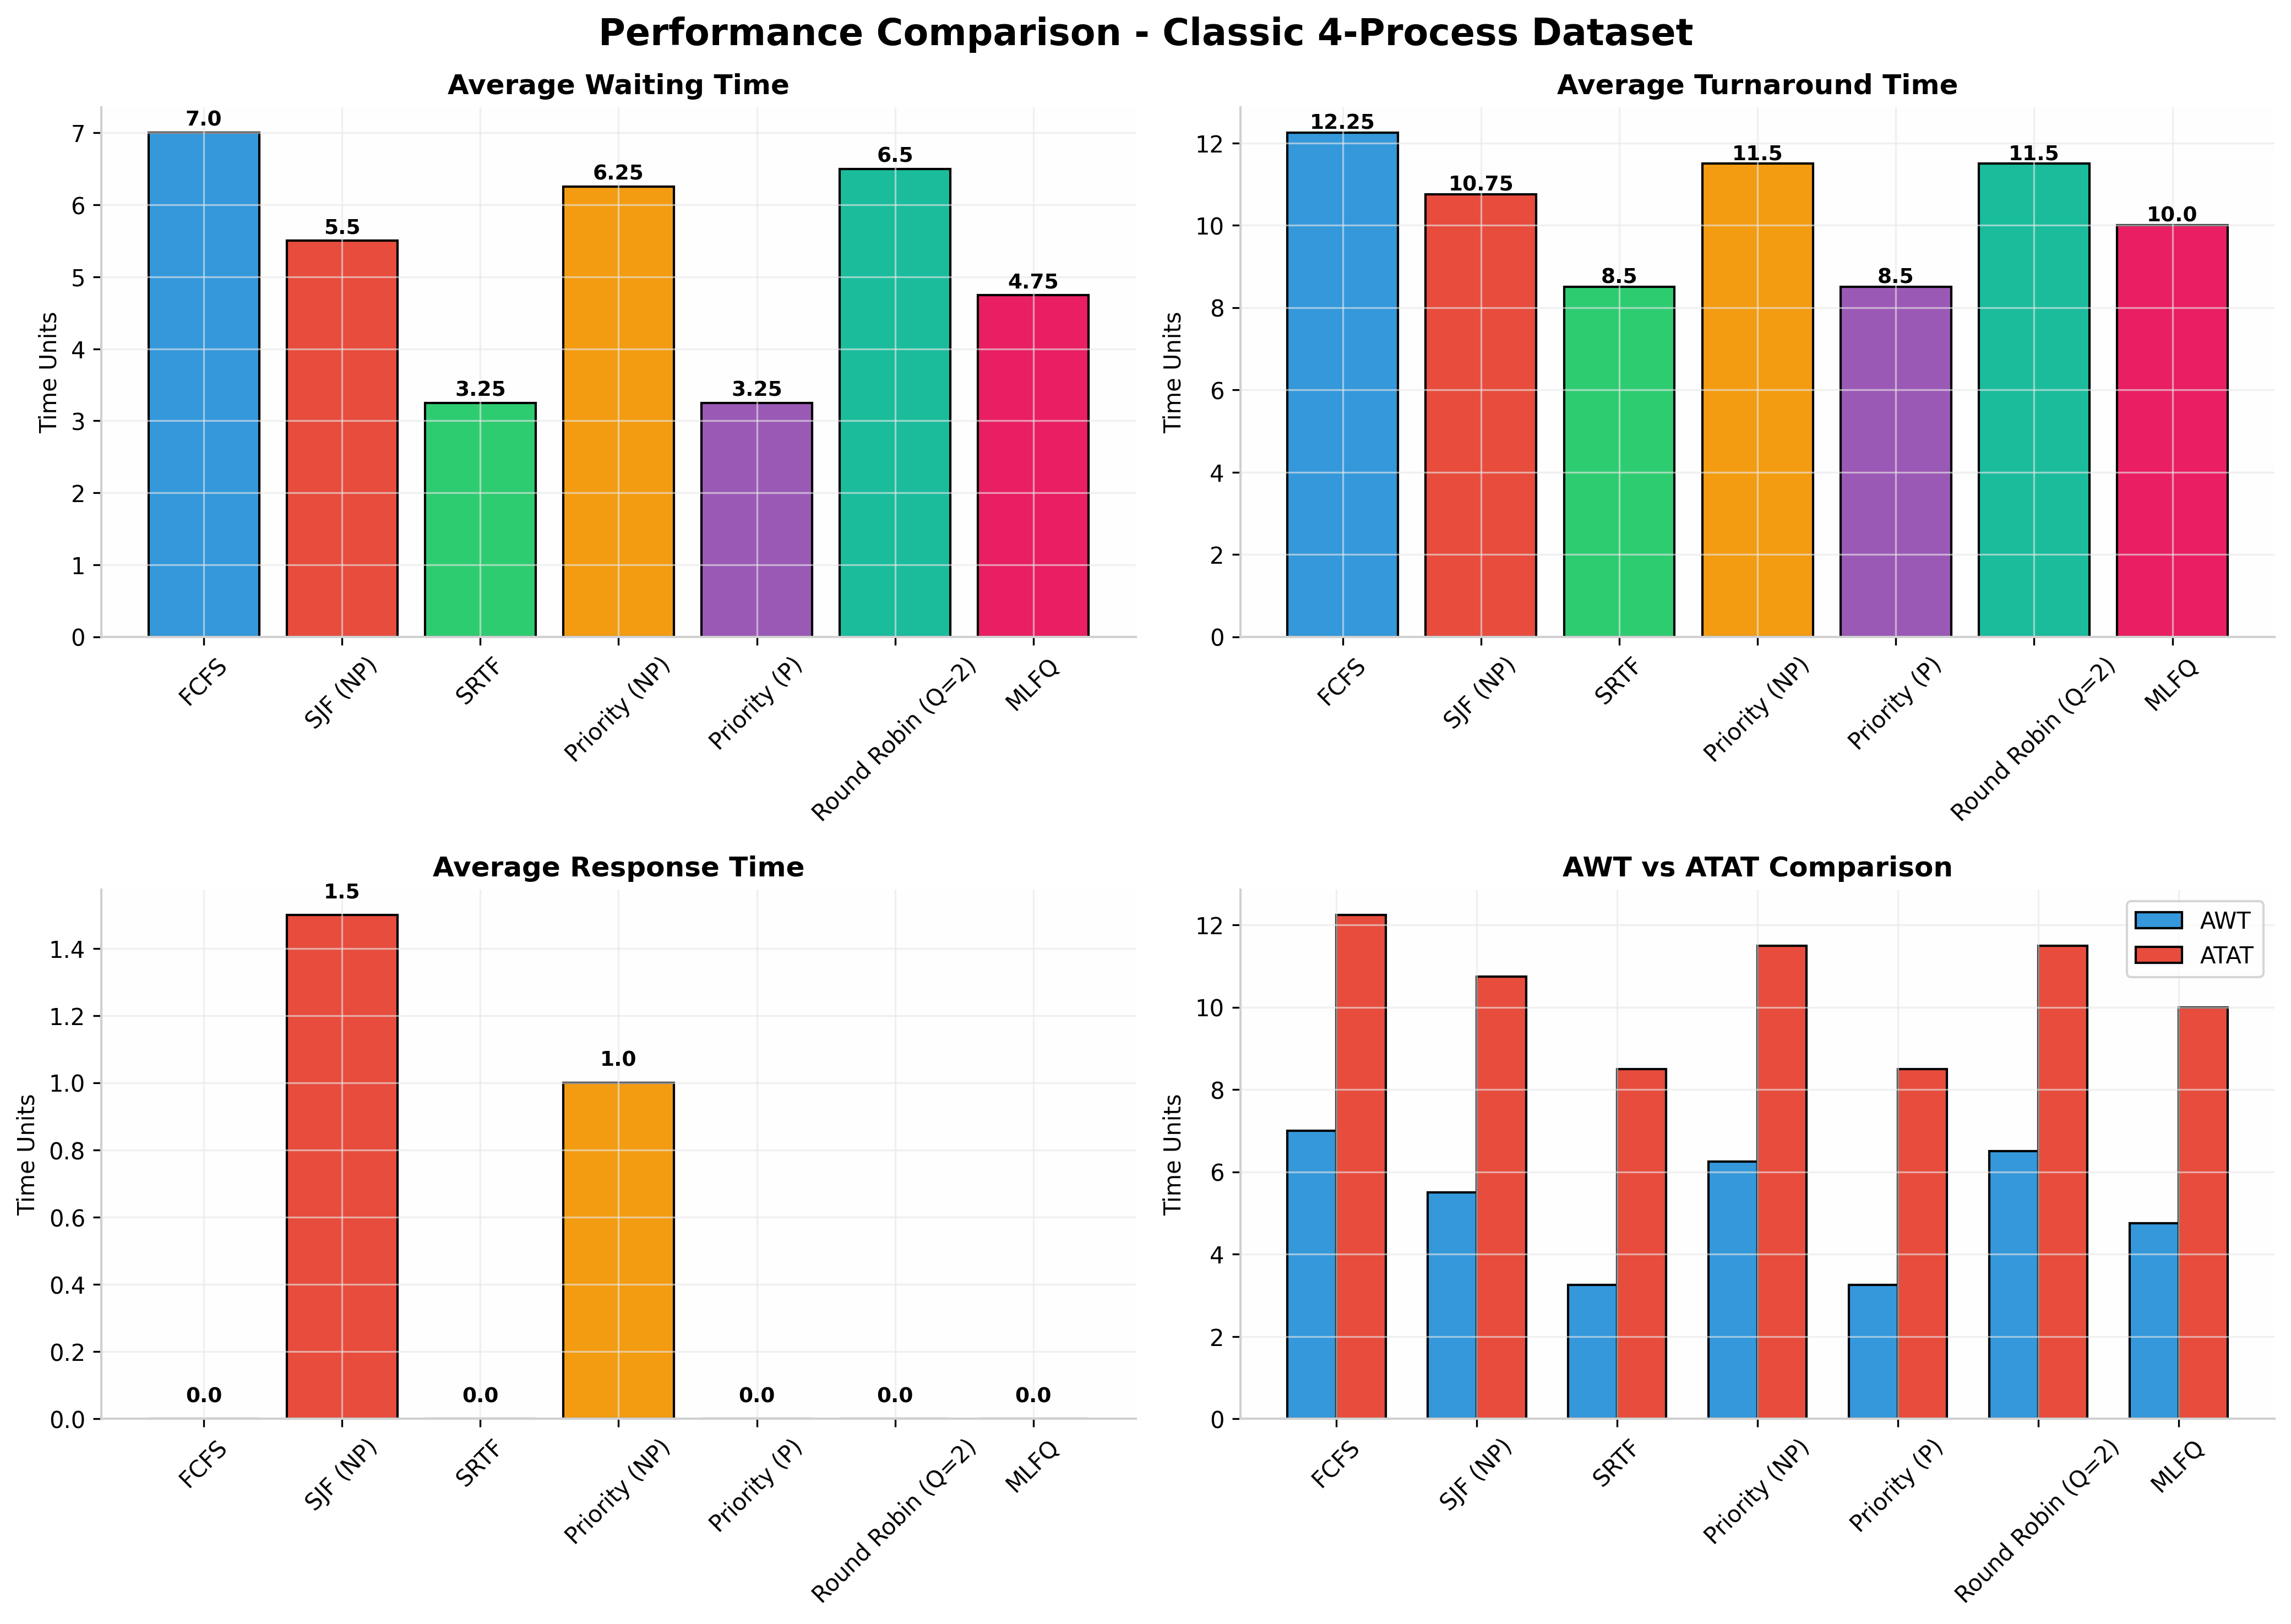 Performance Comparison - Classic 4-Process Dataset
Average Waiting Time
Time Units
7
6
5
4
3
2
1
0
7.0
5.5
3.25
6.25
3.25
6.5
4.75
FCFS
SJF (NP)
SRTF
Priority (NP)
Priority (P)
Round Robin (Q=2)
MLFQ
Average Turnaround Time
Time Units
12
10
8
6
4
2
0
12.25
10.75
8.5
11.5
8.5
11.5
10.0
FCFS
SJF (NP)
SRTF
Priority (NP)
Priority (P)
Round Robin (Q=2)
MLFQ
Average Response Time
Time Units
1.4
1.2
1.0
0.8
0.6
0.4
0.2
0.0
0.0
1.5
0.0
1.0
0.0
0.0
0.0
FCFS
SJF (NP)
SRTF
Priority (NP)
Priority (P)
Round Robin (Q=2)
MLFQ
AWT vs ATAT Comparison
Time Units
12
10
8
6
4
2
0
AWT
ATAT
FCFS
SJF (NP)
SRTF
Priority (NP)
Priority (P)
Round Robin (Q=2)
MLFQ